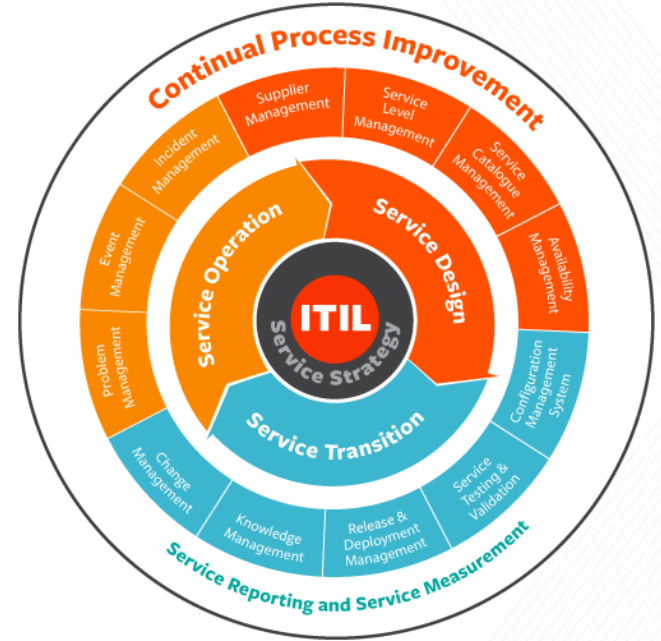 Continual Process Improvement
Supplier
Management
Service
Level
Management
Service
Catalogue
Management
Availability
Management
Configuration
Management
System
Service
Testing &
Validation
Release &
Deployment
Management
Knowledge
Management
Change
Management
Problem
Management
Event
Management
Incident
Management
Service Operation
Service Design
Service Transition
ITIL
Service Strategy
Service Reporting and Service Measurement